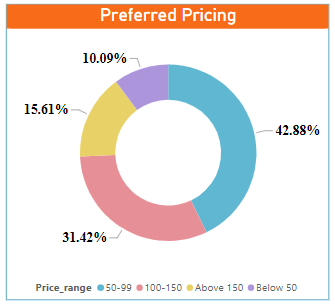 Preferred Pricing
10.09%
15.61%
42.88%
31.42%
Price_range 50-99 100-150 Above 150 Below 50